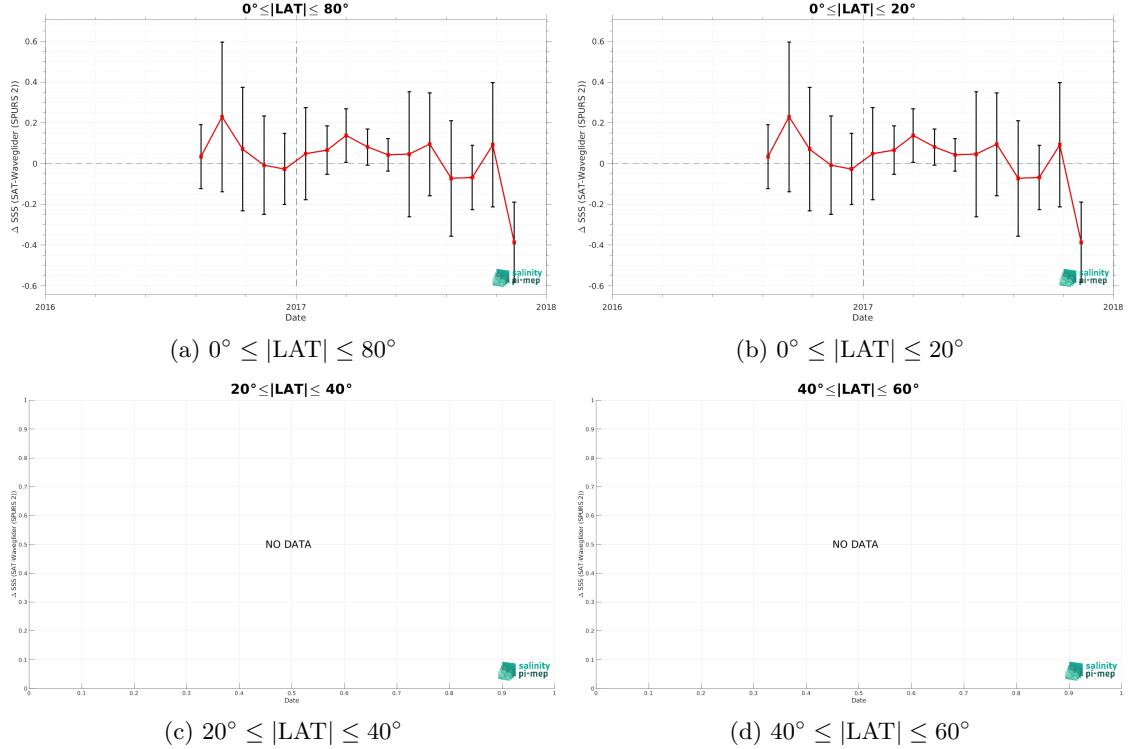 0°≤|LAT|≤ 80°
0.6
0.4
0.2
0
-0.2
-0.4
-0.6
Δ SSS (SAT-Waveglider (SPURS 2))
2016
2017
2018
Date
salinity
pi-mep
(a) 0° ≤ |LAT| ≤ 80°
0°≤|LAT|≤ 20°
0.6
0.4
0.2
0
-0.2
-0.4
-0.6
Δ SSS (SAT-Waveglider (SPURS 2))
2016
2017
2018
Date
salinity
pi-mep
(b) 0° ≤ |LAT| ≤ 20°
20°≤|LAT|≤ 40°
1
0.9
0.8
0.7
0.6
0.5
0.4
0.3
0.2
0.1
0
Δ SSS (SAT-Waveglider (SPURS 2))
NO DATA
0 0.1 0.2 0.3 0.4 0.5 0.6 0.7 0.8 0.9 1
Date
salinity
pi-mep
(c) 20° ≤ |LAT| ≤ 40°
40°≤|LAT|≤ 60°
1
0.9
0.8
0.7
0.6
0.5
0.4
0.3
0.2
0.1
0
Δ SSS (SAT-Waveglider (SPURS 2))
NO DATA
0 0.1 0.2 0.3 0.4 0.5 0.6 0.7 0.8 0.9 1
Date
salinity
pi-mep
(d) 40° ≤ |LAT| ≤ 60°